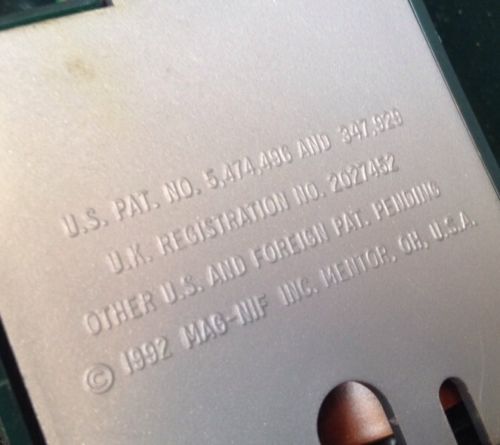 U.S. PAT. NO. 5,474,496 AND 347,929
U.K. REGISTRATION NO. 2027452
OTHER U.S. AND FOREIGN PAT. PENDING
© 1992 MAG-NIF INC. MENTOR, OH, U.S.A.